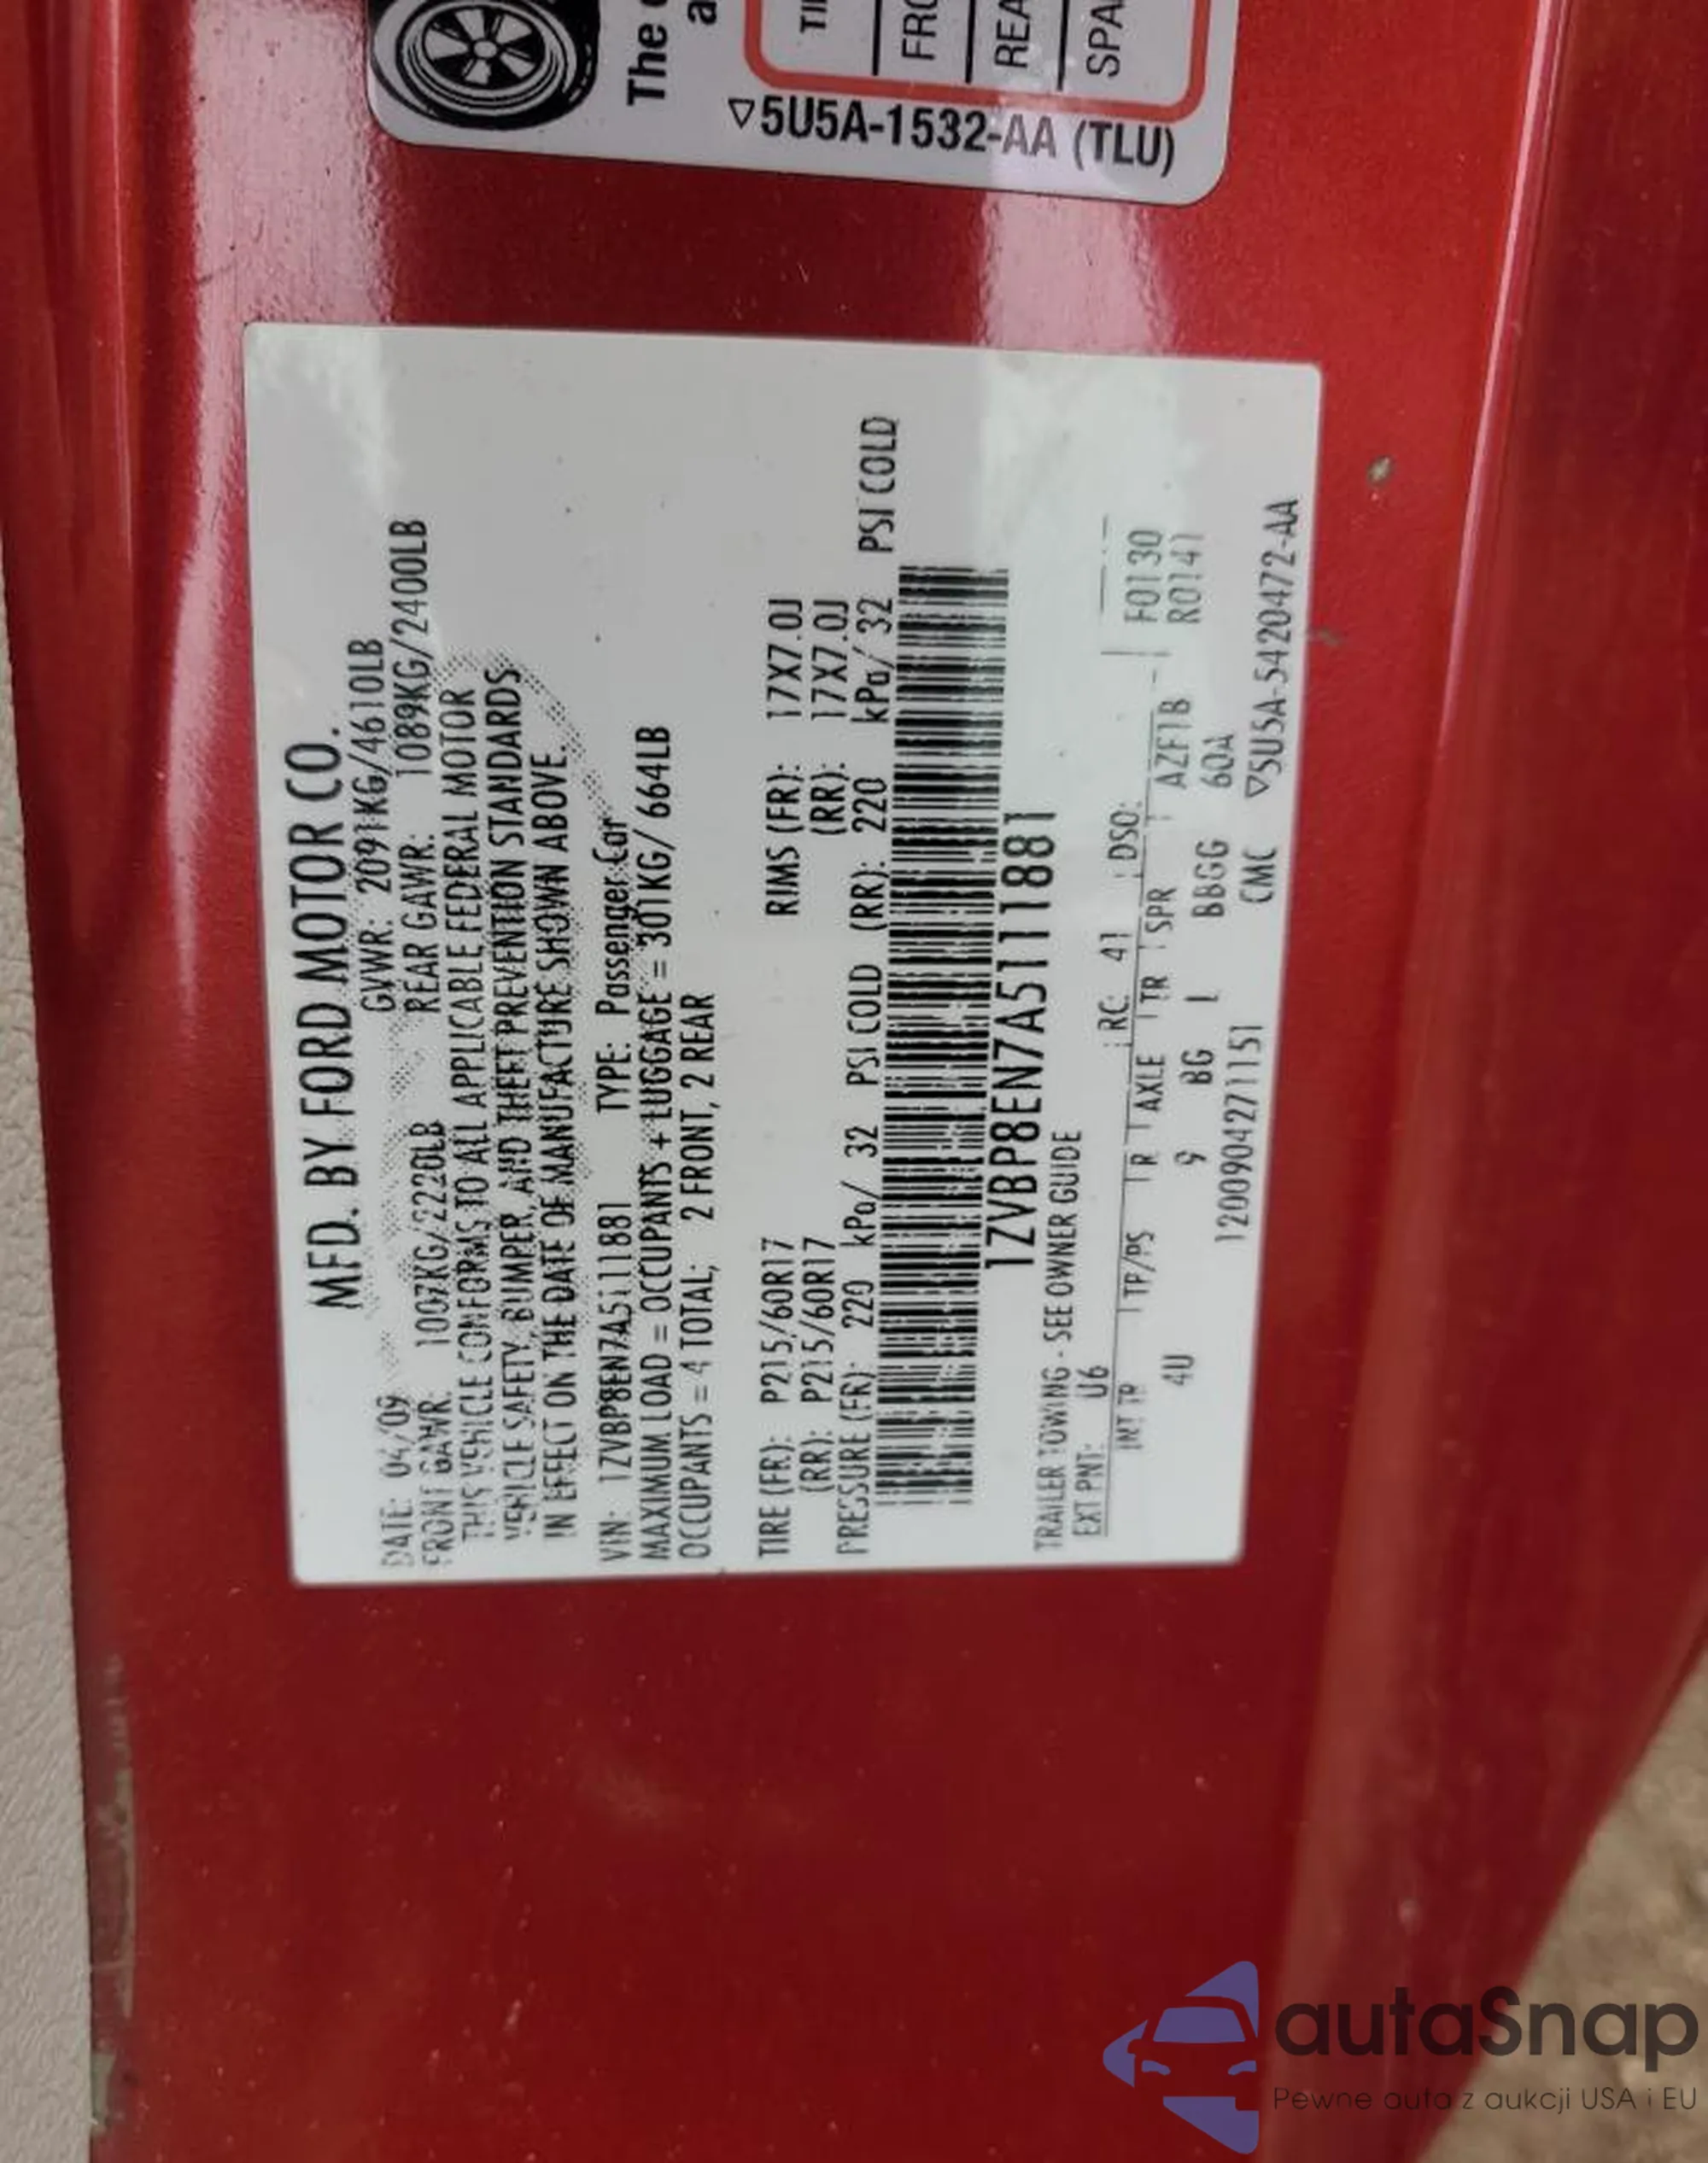 The
TI
FRO
REA
SPA
▽5U5A-1532-AA (TLU)
MFD. BY FORD MOTOR CO.
DATE: 04/09 GVWR: 2091KG/4610LB
FRONT GAWR: 1007KG/2220LB REAR GAWR: 1089KG/2400LB
THIS VEHICLE CONFORMS TO ALL APPLICABLE FEDERAL MOTOR
VEHICLE SAFETY, BUMPER, AND THEFT PREVENTION STANDARDS
IN EFFECT ON THE DATE OF MANUFACTURE SHOWN ABOVE.
VIN: 1ZVBP8EN7A5111881 TYPE: Passenger Car
MAXIMUM LOAD = OCCUPANTS + LUGGAGE = 301KG/ 664LB
OCCUPANTS = 4 TOTAL; 2 FRONT, 2 REAR
TIRE (FR): P215/60R17 RIMS (FR): 17X7.0J
(RR): P215/60R17 (RR): 17X7.0J
PRESSURE (FR): 220 kPa/ 32 PSI COLD (RR): 220 kPa/ 32 PSI COLD
1ZVBP8EN7A5111881
TRAILER TOWING - SEE OWNER GUIDE
EXT PNT: U6 RC: 41 DSO:
INT TR TP/PS R AXLE TR SPR AZF1B F0130
4U 9 BG L BBGG 60A R0141
1200904271151 CMC ▽5U5A-5420472-AA
autaSnap
Pewne auta z aukcji USA i EU